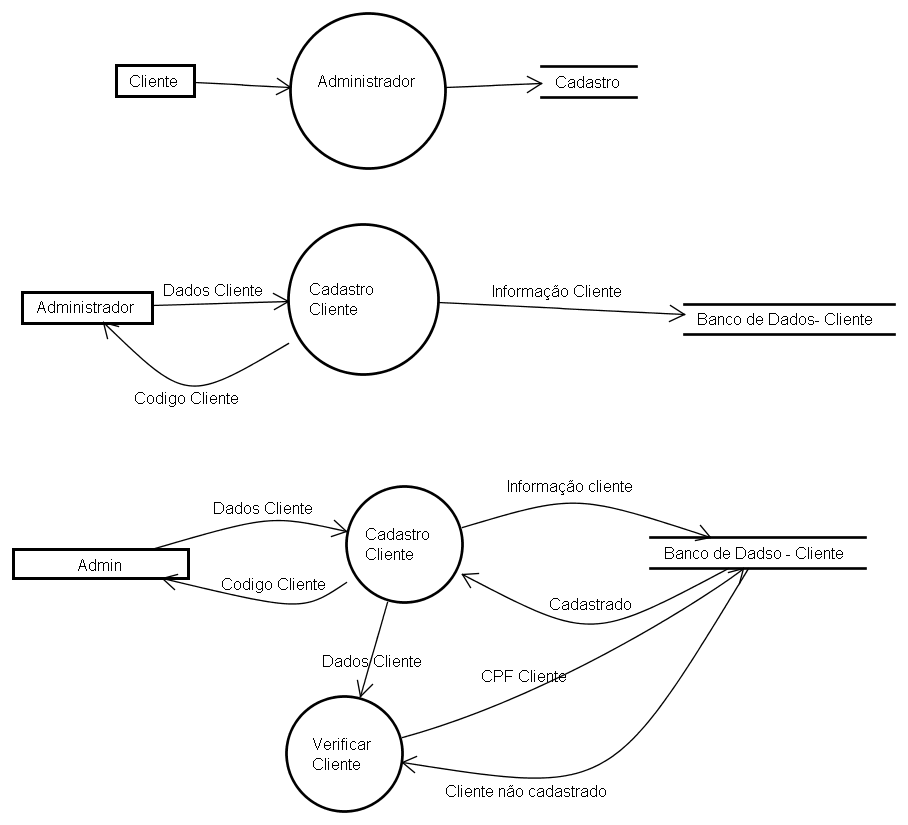 Cliente
Administrador
Cadastro
Dados Cliente
Cadastro
Cliente
Informação Cliente
Administrador
Banco de Dados- Cliente
Codigo Cliente
Informação cliente
Dados Cliente
Cadastro
Cliente
Banco de Dadso - Cliente
Admin
Codigo Cliente
Cadastrado
Dados Cliente
CPF Cliente
Verificar
Cliente
Cliente não cadastrado